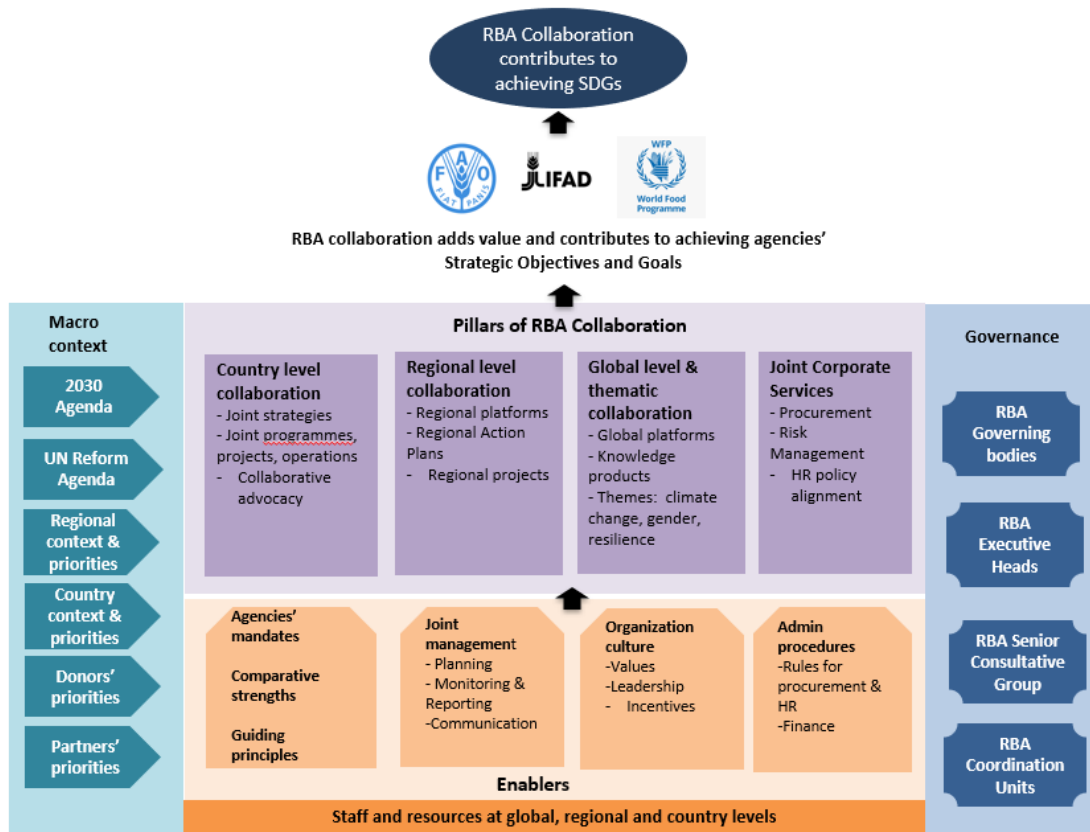 RBA Collaboration
contributes to
achieving SDGs
F A O
FIAT PANIS
JLIFAD
WFP
World Food
Programme
RBA collaboration adds value and contributes to achieving agencies’
Strategic Objectives and Goals
Macro
context
2030
Agenda
UN Reform
Agenda
Regional
context &
priorities
Country
context &
priorities
Donors’
priorities
Partners’
priorities
Pillars of RBA Collaboration
Country level
collaboration
- Joint strategies
- Joint programmes,
projects, operations
- Collaborative
advocacy
Regional level
collaboration
- Regional platforms
- Regional Action
Plans
- Regional projects
Global level &
thematic
collaboration
- Global platforms
- Knowledge
products
- Themes: climate
change, gender,
resilience
Joint Corporate
Services
- Procurement
- Risk
Management
- HR policy
alignment
Agencies’
mandates
Comparative
strengths
Guiding
principles
Joint
management
- Planning
- Monitoring &
Reporting
-Communication
Organization
culture
-Values
-Leadership
- Incentives
Admin
procedures
-Rules for
procurement &
HR
-Finance
Enablers
Staff and resources at global, regional and country levels
Governance
RBA
Governing
bodies
RBA
Executive
Heads
RBA Senior
Consultative
Group
RBA
Coordination
Units